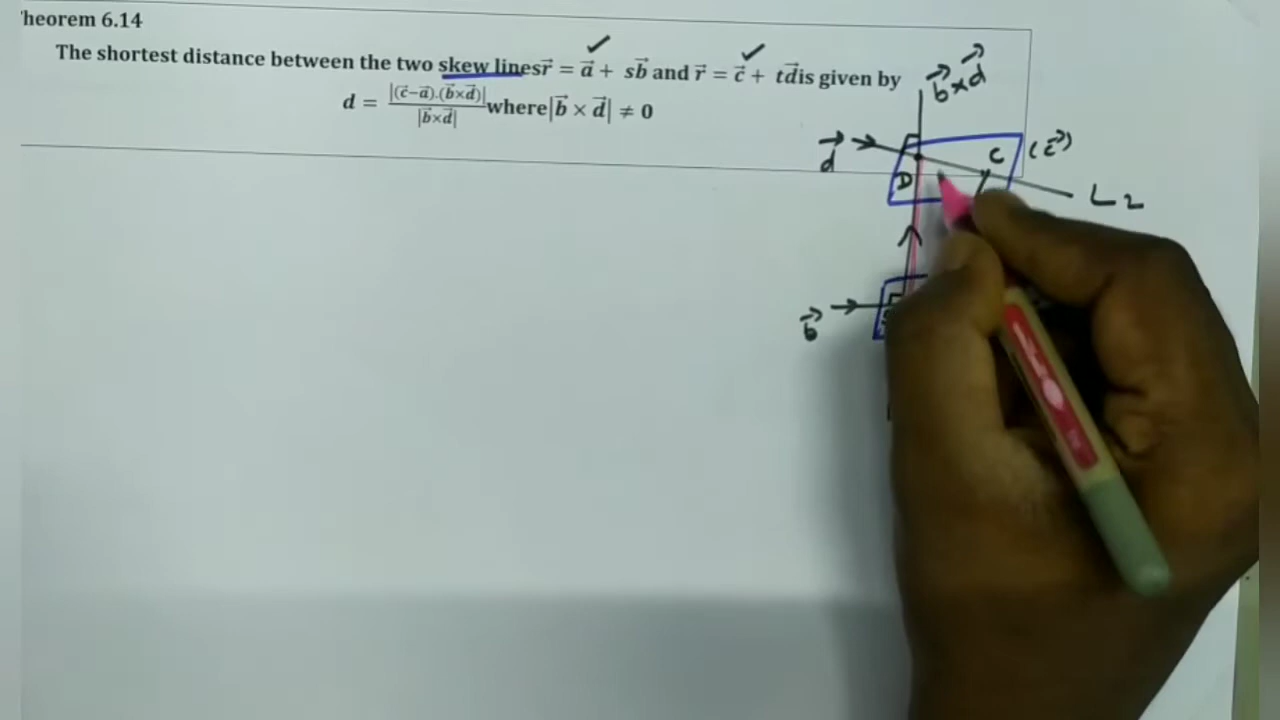 heorem 6.14
The shortest distance between the two skew lines r⃗ = a⃗ + sb⃗ and r⃗ = c⃗ + td⃗ is given by
d = |(c⃗−a⃗).(b⃗×d⃗)| / |b⃗×d⃗| where |b⃗ × d⃗| ≠ 0
b⃗×d⃗
d⃗
D
C
(c⃗)
L2
b⃗